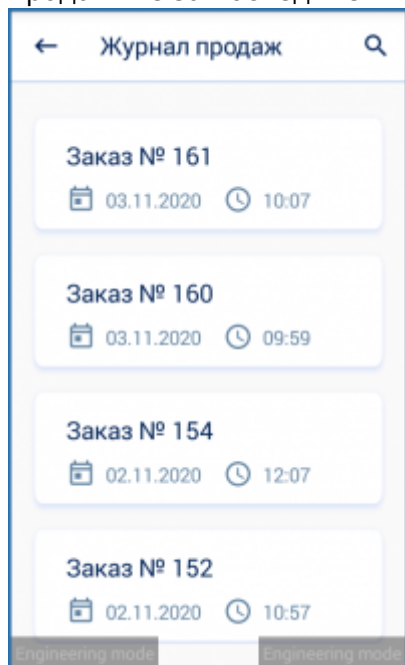 Журнал продаж
Заказ № 161
03.11.2020 10:07
Заказ № 160
03.11.2020 09:59
Заказ № 154
02.11.2020 12:07
Заказ № 152
02.11.2020 10:57
Engineering mode Engineering mode